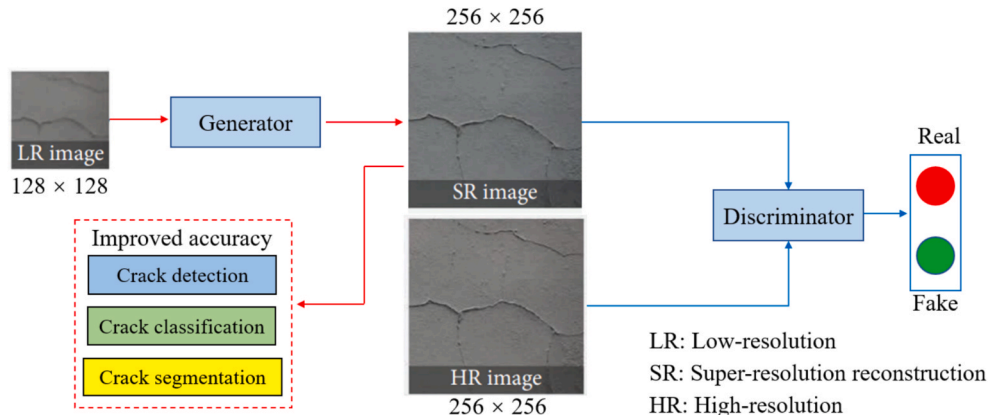 256 × 256
LR image
128 × 128
Generator
SR image
Real
Discriminator
Fake
Improved accuracy
Crack detection
Crack classification
Crack segmentation
HR image
256 × 256
LR: Low-resolution
SR: Super-resolution reconstruction
HR: High-resolution